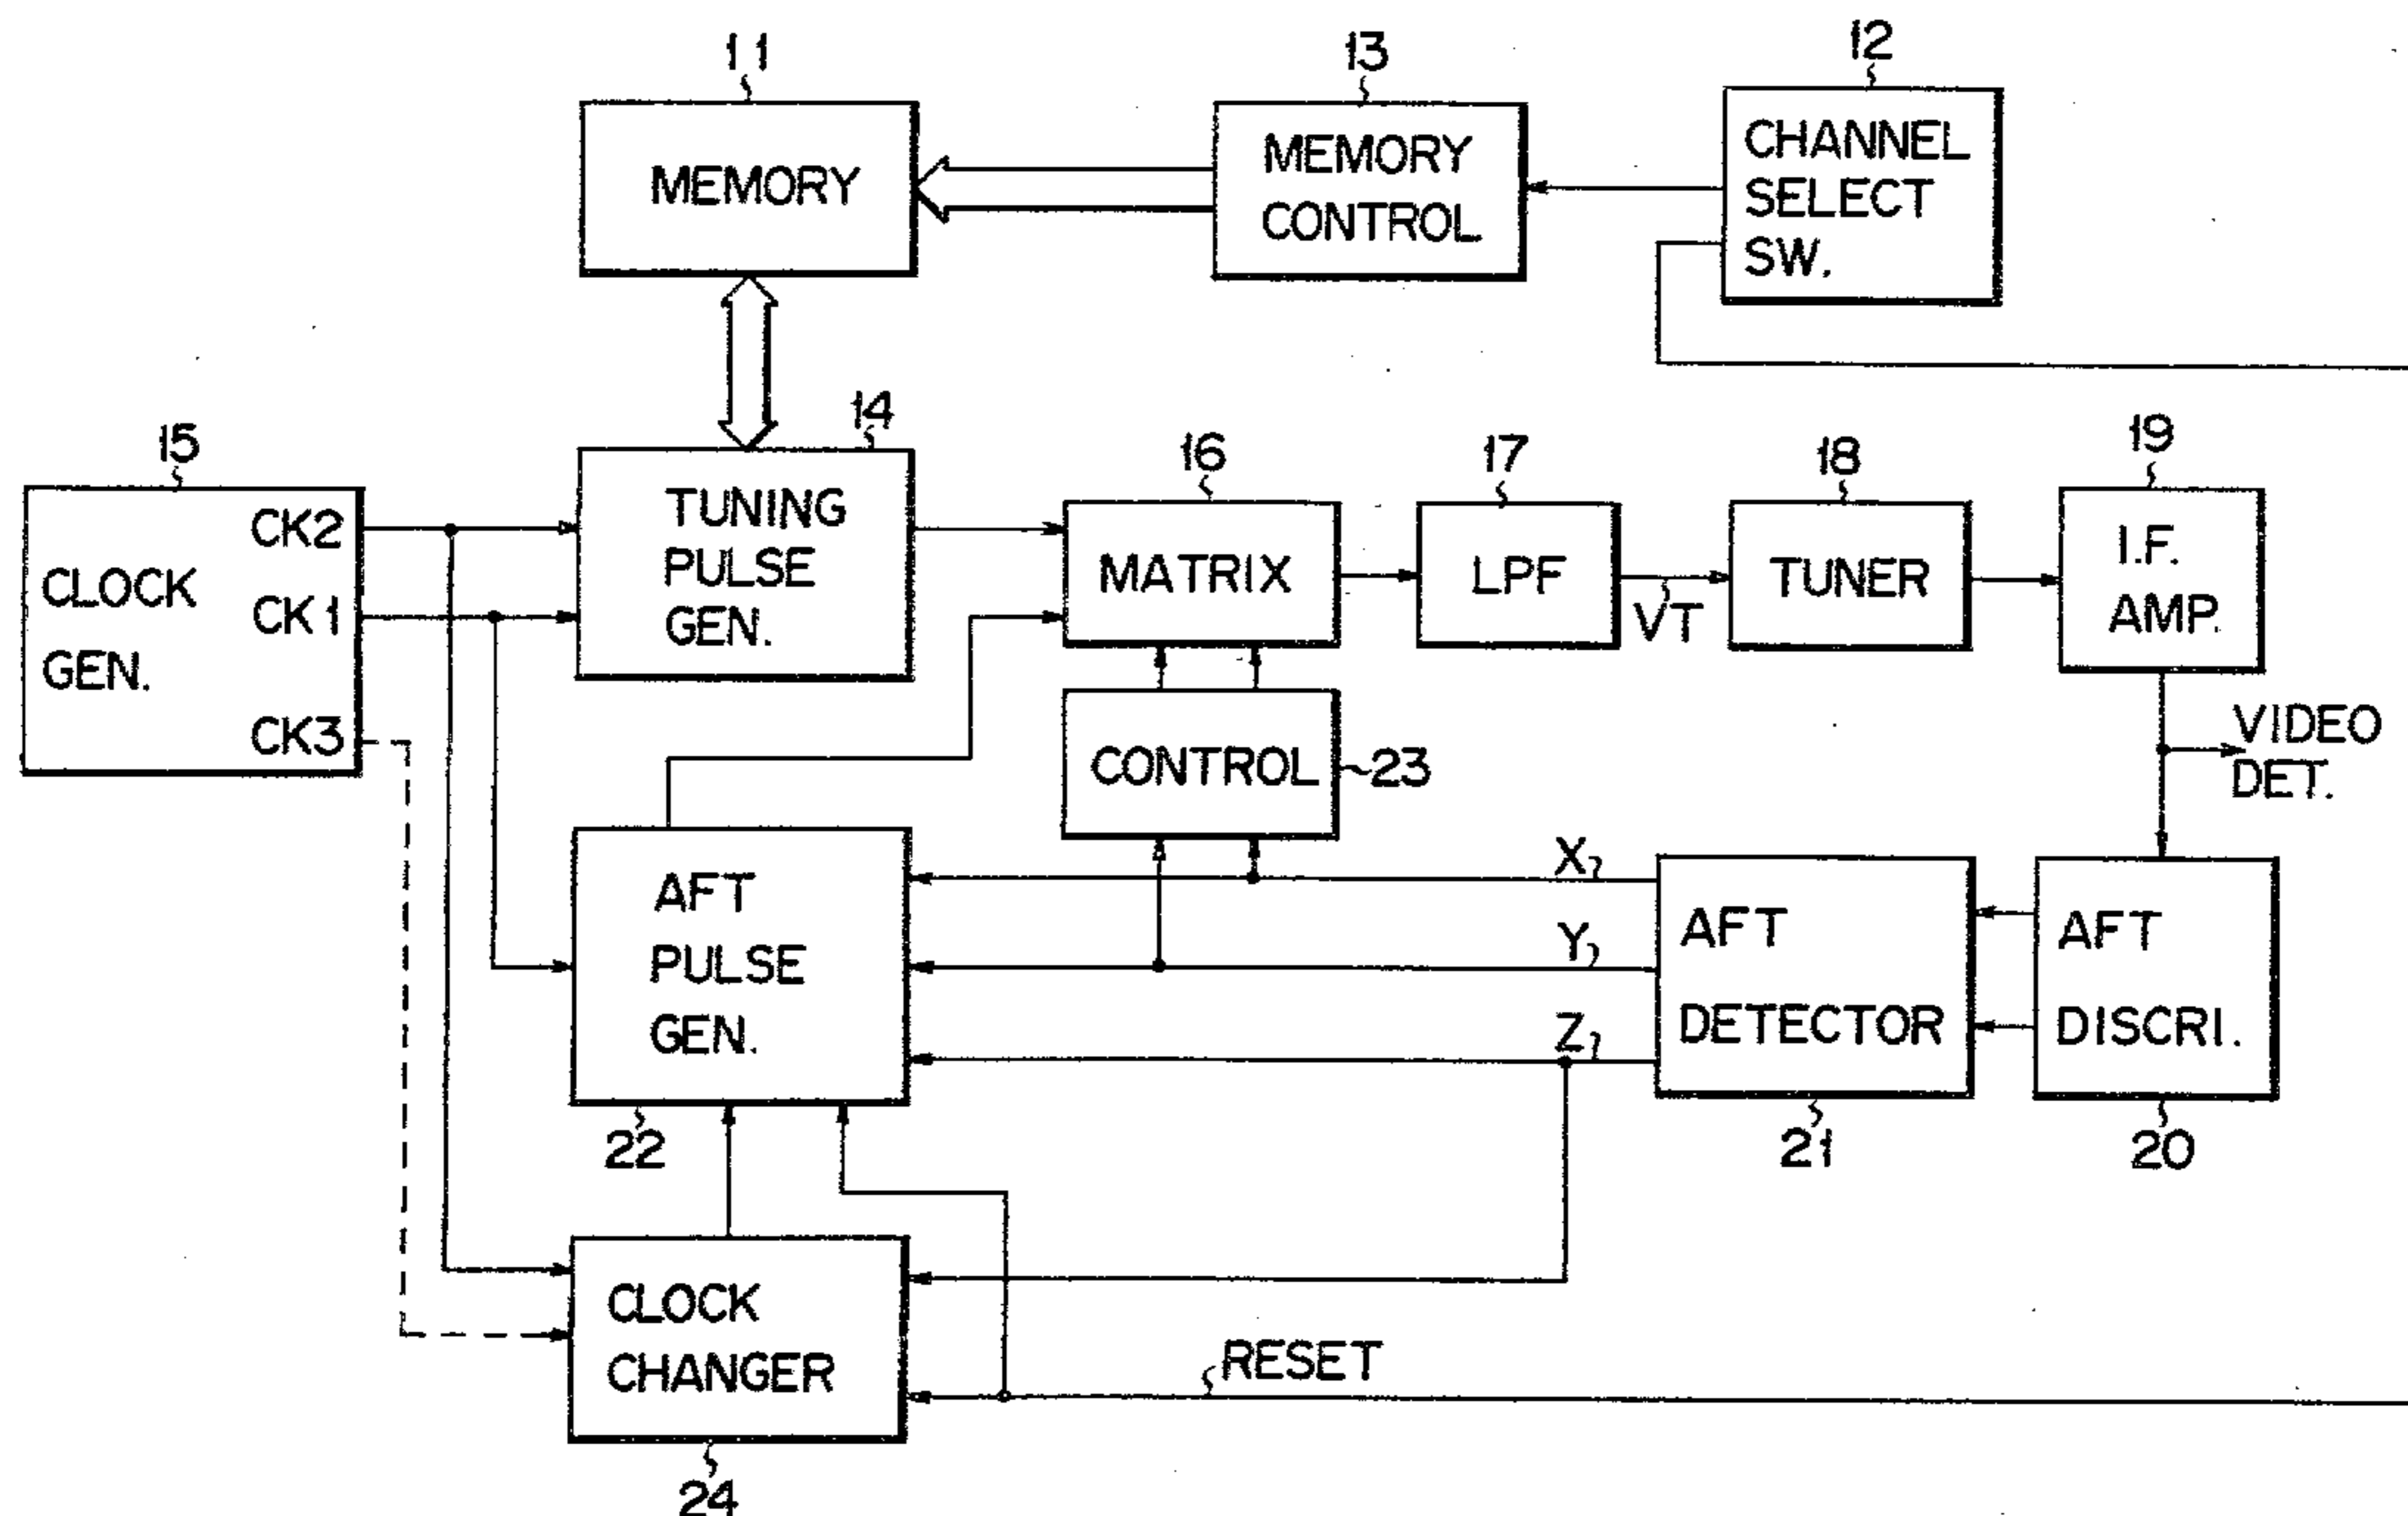 11
13
12
MEMORY
MEMORY
CONTROL
CHANNEL
SELECT
SW.
15
14
16
17
18
19
CK2
CLOCK
GEN.
CK1
CK3
TUNING
PULSE
GEN.
MATRIX
LPF
VT
TUNER
I.F.
AMP.
CONTROL
23
VIDEO
DET.
AFT
PULSE
GEN.
X
Y
Z
AFT
DETECTOR
AFT
DISCRI.
22
21
20
CLOCK
CHANGER
RESET
24